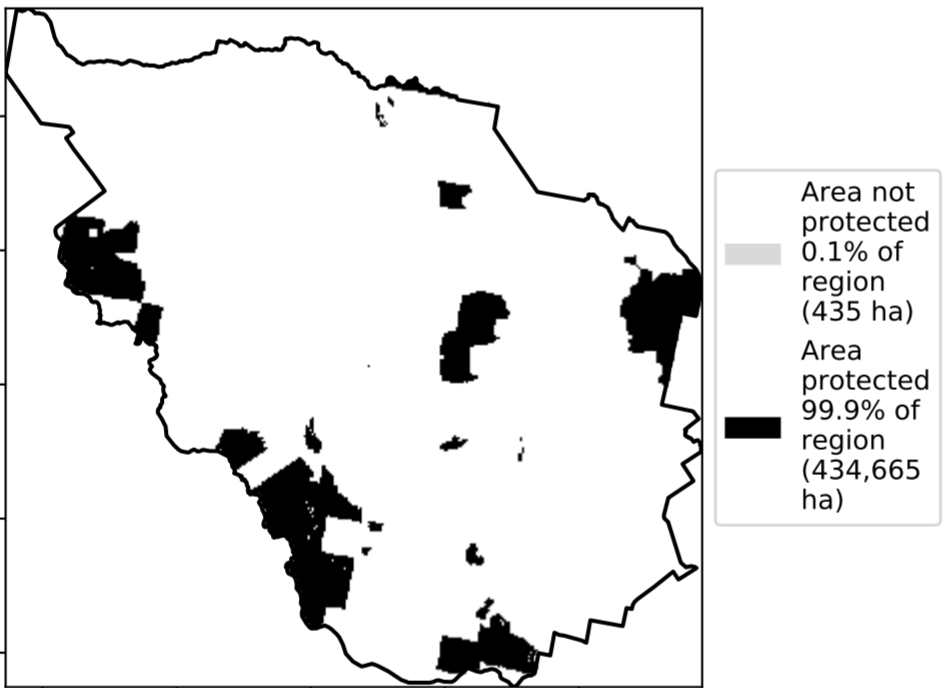 Area not
protected
0.1% of
region
(435 ha)
Area
protected
99.9% of
region
(434,665
ha)